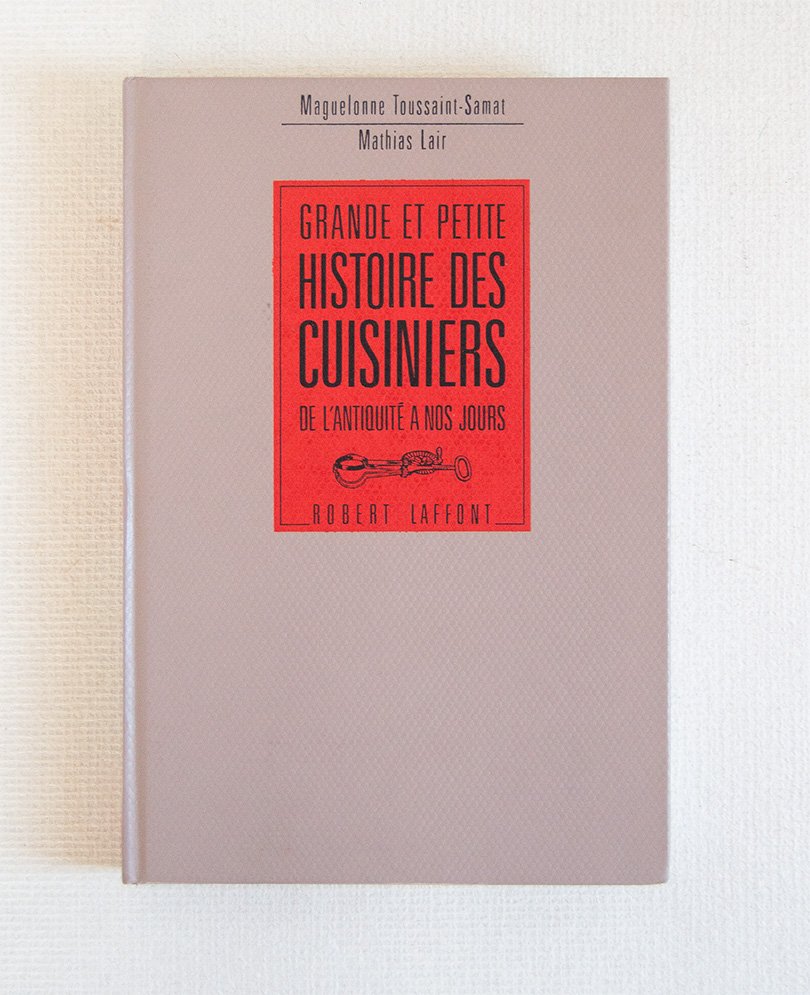 Maguelonne Toussaint-Samat
Mathias Lair
GRANDE ET PETITE
HISTOIRE DES
CUISINIERS
DE L'ANTIQUITÉ A NOS JOURS
ROBERT LAFFONT